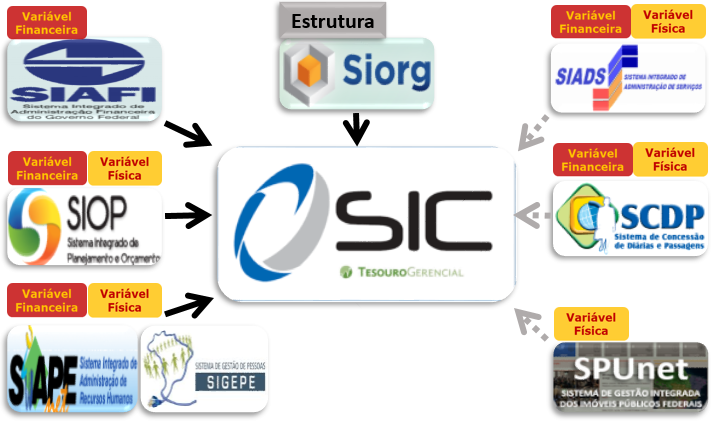 Variável
Financeira
SIAFI
Sistema Integrado de
Administração Financeira
do Governo Federal
Estrutura
Siorg
Variável
Financeira
Variável
Física
SIADS
SISTEMA INTEGRADO DE
ADMINISTRAÇÃO DE SERVIÇOS
Variável
Financeira
Variável
Física
SIOP
Sistema Integrado de
Planejamento e Orçamento
SIC
TESOUROGERENCIAL
Variável
Financeira
Variável
Física
SCDP
Sistema de Concessão
de Diárias e Passagens
Variável
Financeira
Variável
Física
SIAPE
net
Sistema Integrado de
Administração de
Recursos Humanos
SISTEMA DE GESTÃO DE PESSOAS
SIGEPE
Variável
Física
SPUnet
SISTEMA DE GESTÃO INTEGRADA
DOS IMÓVEIS PÚBLICOS FEDERAIS